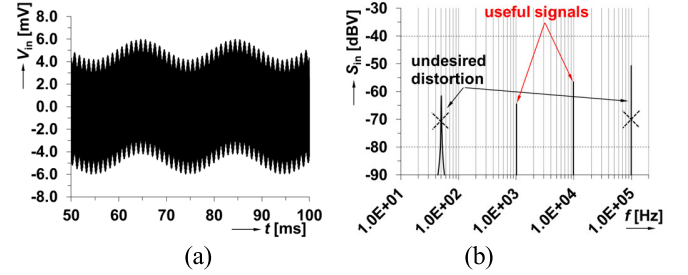 V_in [mV]
8.0
6.0
4.0
2.0
0.0
-2.0
-4.0
-6.0
8.0
50 60 70 80 90 100
t [ms]
(a)
S_in [dBV]
-30
-40
-50
-60
-70
-80
-90
useful signals
undesired
distortion
1.0E+01 1.0E+02 1.0E+03 1.0E+04 1.0E+05
f [Hz]
(b)